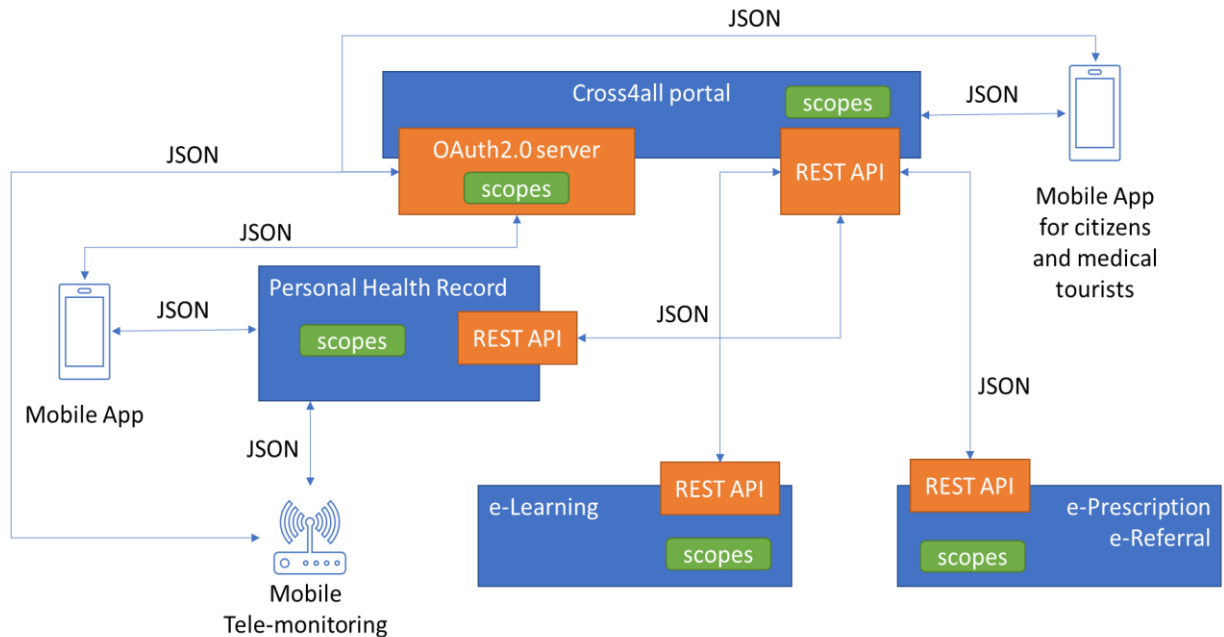 JSON
Cross4all portal
scopes
JSON
JSON
OAuth2.0 server
scopes
REST API
Mobile App
for citizens
and medical
tourists
JSON
Personal Health Record
scopes
REST API
JSON
JSON
Mobile App
JSON
JSON
REST API
e-Learning
scopes
REST API
e-Prescription
e-Referral
scopes
Mobile
Tele-monitoring